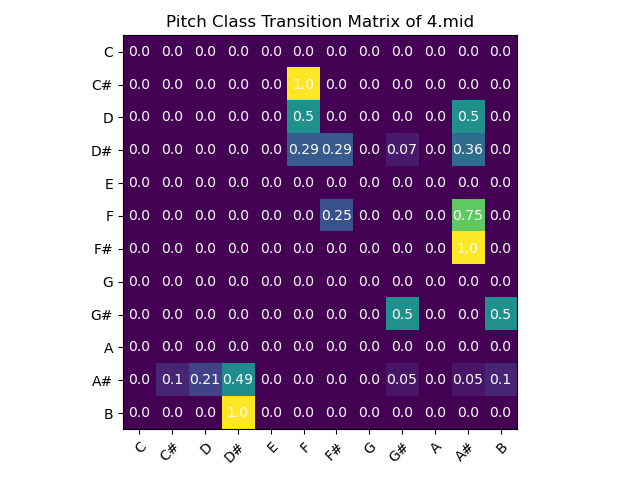 Pitch Class Transition Matrix of 4.mid
C 0.0 0.0 0.0 0.0 0.0 0.0 0.0 0.0 0.0 0.0 0.0 0.0
C# 0.0 0.0 0.0 0.0 0.0 1.0 0.0 0.0 0.0 0.0 0.0 0.0
D 0.0 0.0 0.0 0.0 0.0 0.5 0.0 0.0 0.0 0.0 0.5 0.0
D# 0.0 0.0 0.0 0.0 0.0 0.29 0.29 0.0 0.07 0.0 0.36 0.0
E 0.0 0.0 0.0 0.0 0.0 0.0 0.0 0.0 0.0 0.0 0.0 0.0
F 0.0 0.0 0.0 0.0 0.0 0.0 0.25 0.0 0.0 0.0 0.75 0.0
F# 0.0 0.0 0.0 0.0 0.0 0.0 0.0 0.0 0.0 0.0 1.0 0.0
G 0.0 0.0 0.0 0.0 0.0 0.0 0.0 0.0 0.0 0.0 0.0 0.0
G# 0.0 0.0 0.0 0.0 0.0 0.0 0.0 0.0 0.5 0.0 0.0 0.5
A 0.0 0.0 0.0 0.0 0.0 0.0 0.0 0.0 0.0 0.0 0.0 0.0
A# 0.0 0.1 0.21 0.49 0.0 0.0 0.0 0.0 0.05 0.0 0.05 0.1
B 0.0 0.0 0.0 1.0 0.0 0.0 0.0 0.0 0.0 0.0 0.0 0.0
C C# D D# E F F# G G# A A# B